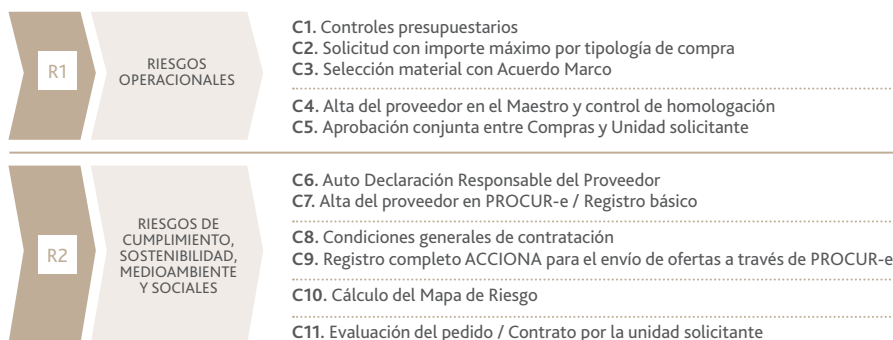 R1
RIESGOS
OPERACIONALES
C1. Controles presupuestarios
C2. Solicitud con importe máximo por tipología de compra
C3. Selección material con Acuerdo Marco
C4. Alta del proveedor en el Maestro y control de homologación
C5. Aprobación conjunta entre Compras y Unidad solicitante
R2
RIESGOS DE
CUMPLIMIENTO,
SOSTENIBILIDAD,
MEDIOAMBIENTE
Y SOCIALES
C6. Auto Declaración Responsable del Proveedor
C7. Alta del proveedor en PROCUR-e / Registro básico
C8. Condiciones generales de contratación
C9. Registro completo ACCIONA para el envío de ofertas a través de PROCUR-e
C10. Cálculo del Mapa de Riesgo
C11. Evaluación del pedido / Contrato por la unidad solicitante